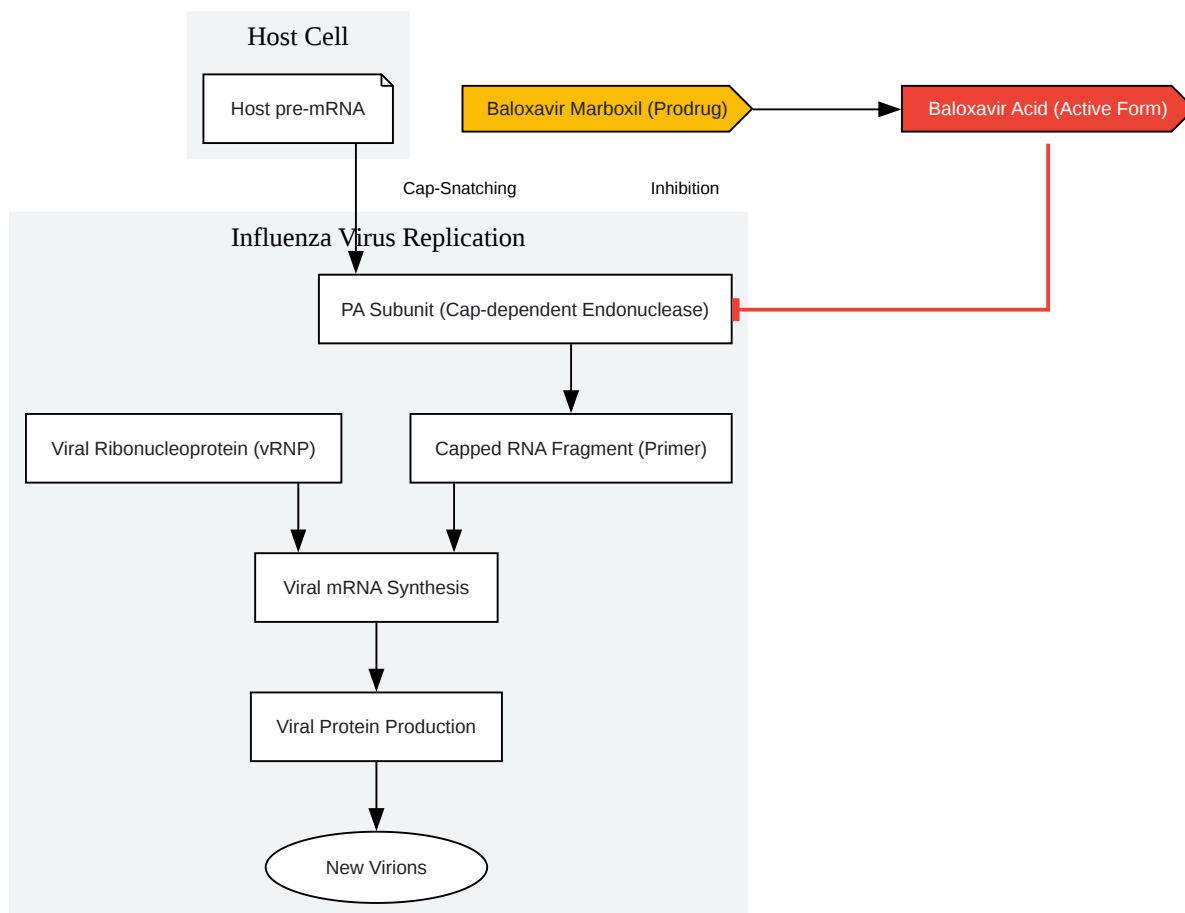 Host Cell
Host pre-mRNA
Baloxavir Marboxil (Prodrug)
Baloxavir Acid (Active Form)
Cap-Snatching
Inhibition
Influenza Virus Replication
PA Subunit (Cap-dependent Endonuclease)
Viral Ribonucleoprotein (vRNP)
Capped RNA Fragment (Primer)
Viral mRNA Synthesis
Viral Protein Production
New Virions